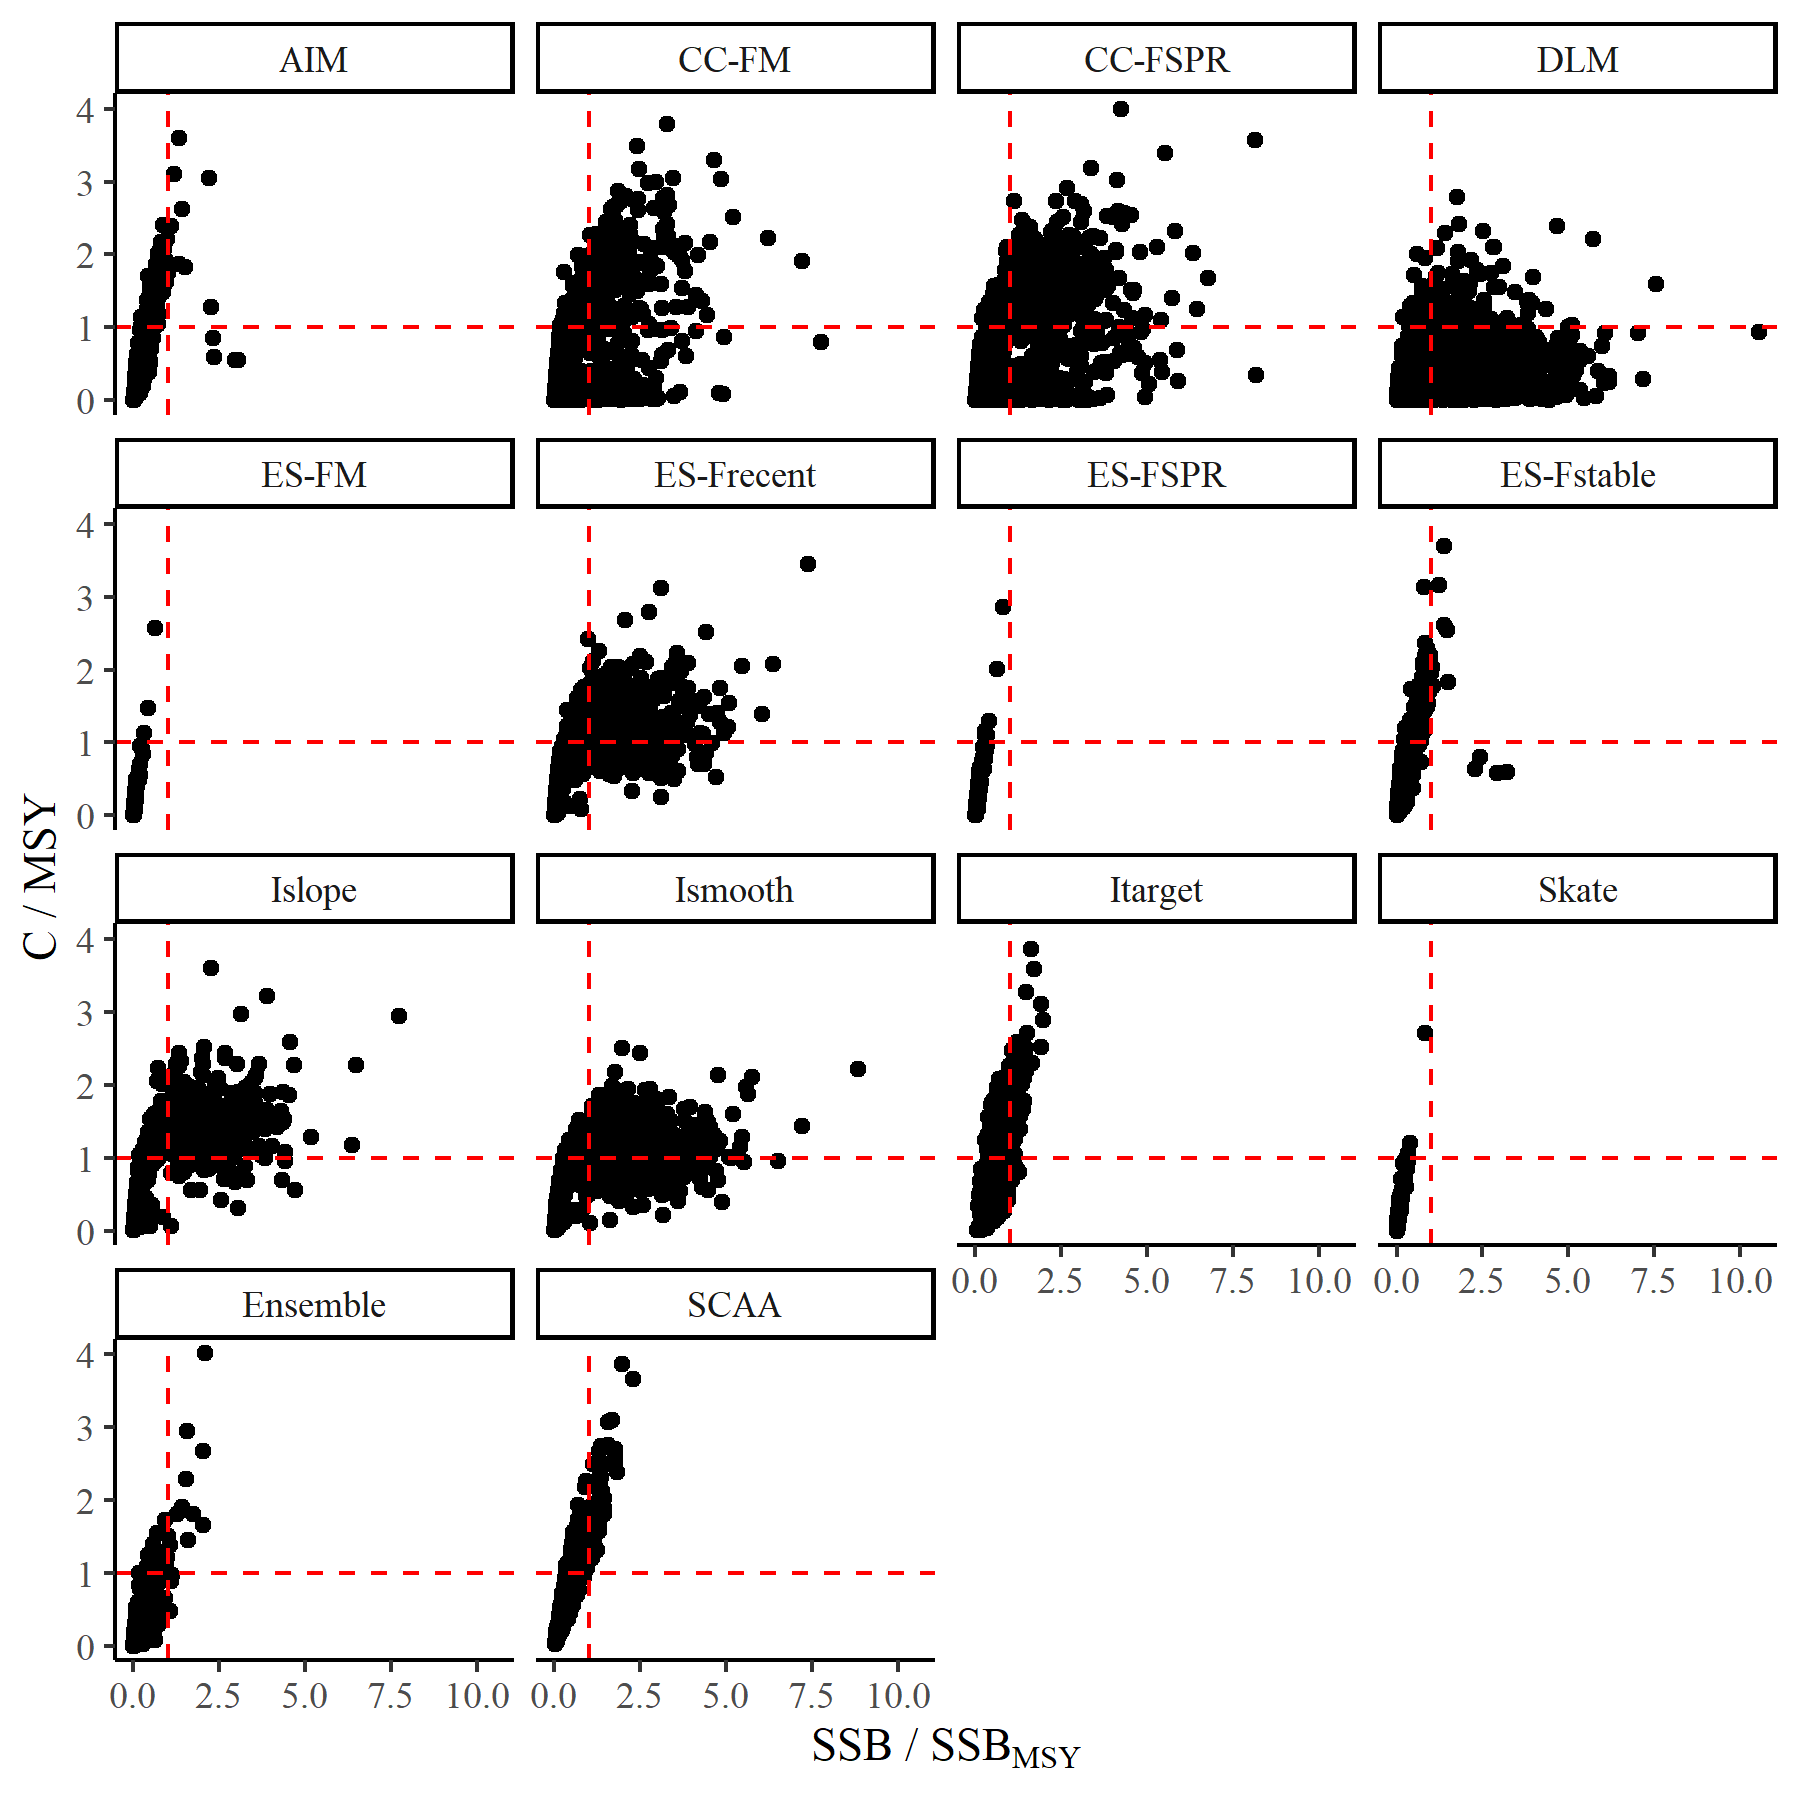 AIM CC-FM CC-FSPR DLM
4
3
2
1
0
ES-FM ES-Frecent ES-FSPR ES-Fstable
4
3
2
1
0
C / MSY
Islope Ismooth Itarget Skate
4
3
2
1
0
0.0 2.5 5.0 7.5 10.0 0.0 2.5 5.0 7.5 10.0
Ensemble SCAA
4
3
2
1
0
0.0 2.5 5.0 7.5 10.0 0.0 2.5 5.0 7.5 10.0
SSB / SSBMSY